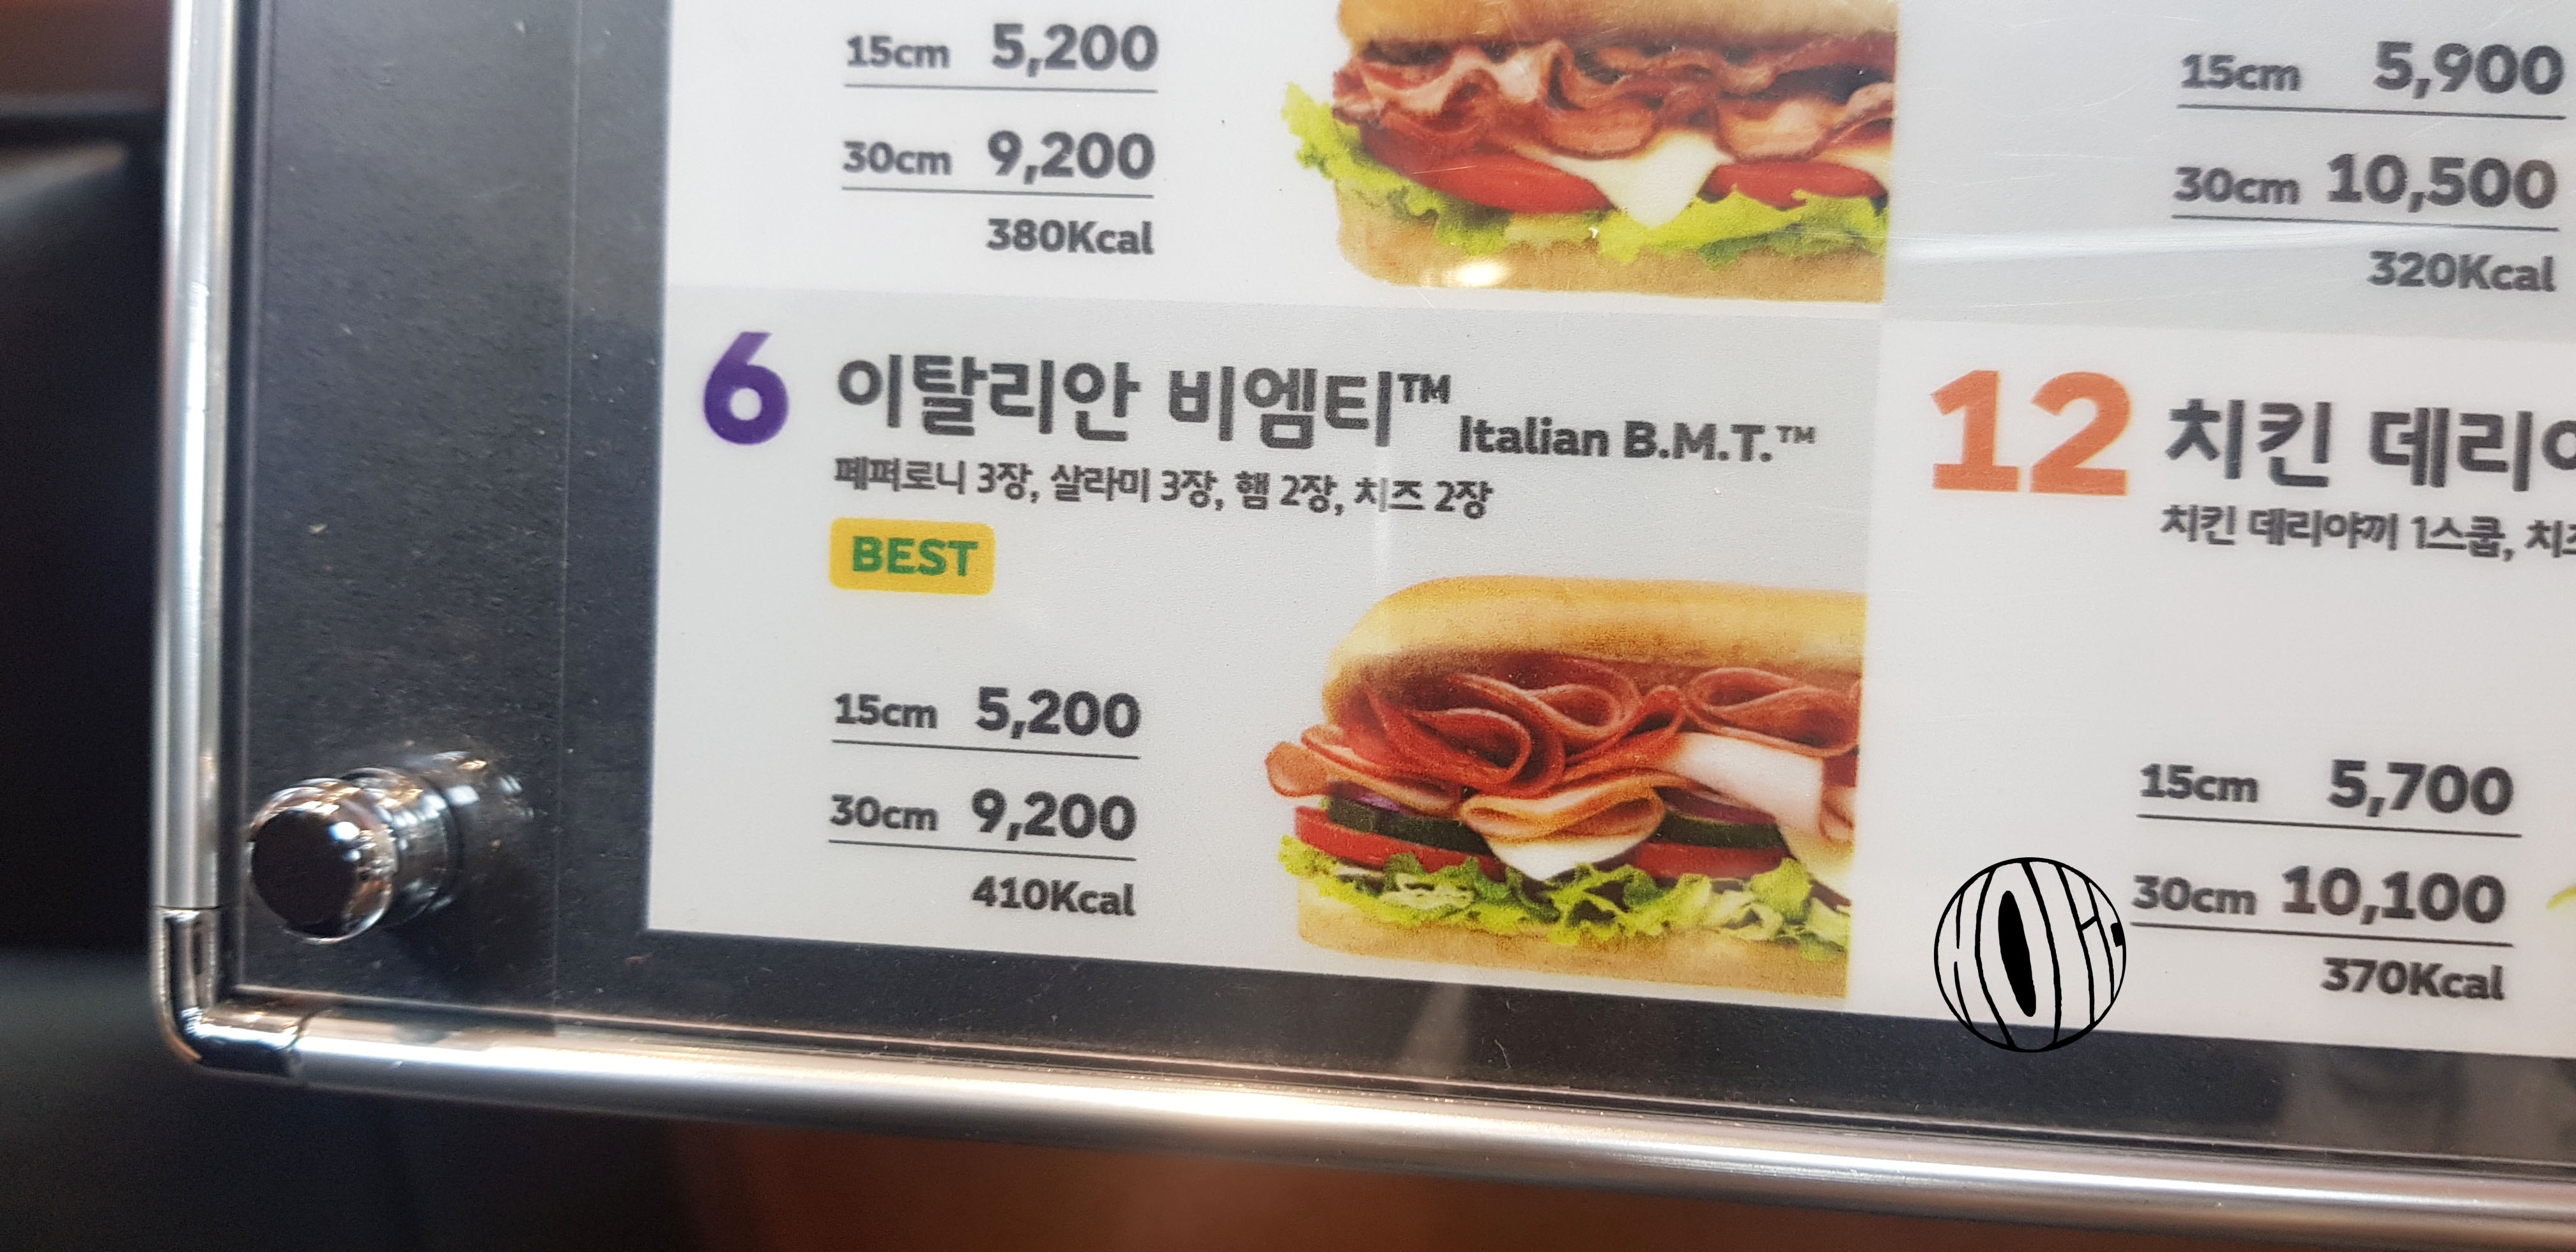 15cm 5,200
30cm 9,200
380Kcal
15cm 5,900
30cm 10,500
320Kcal
6 이탈리안 비엠티™ Italian B.M.T.™
페퍼로니 3장, 살라미 3장, 햄 2장, 치즈 2장
BEST
15cm 5,200
30cm 9,200
410Kcal
12 치킨 데리
치킨 데리야끼 1스쿱,
15cm 5,700
30cm 10,100
370Kcal